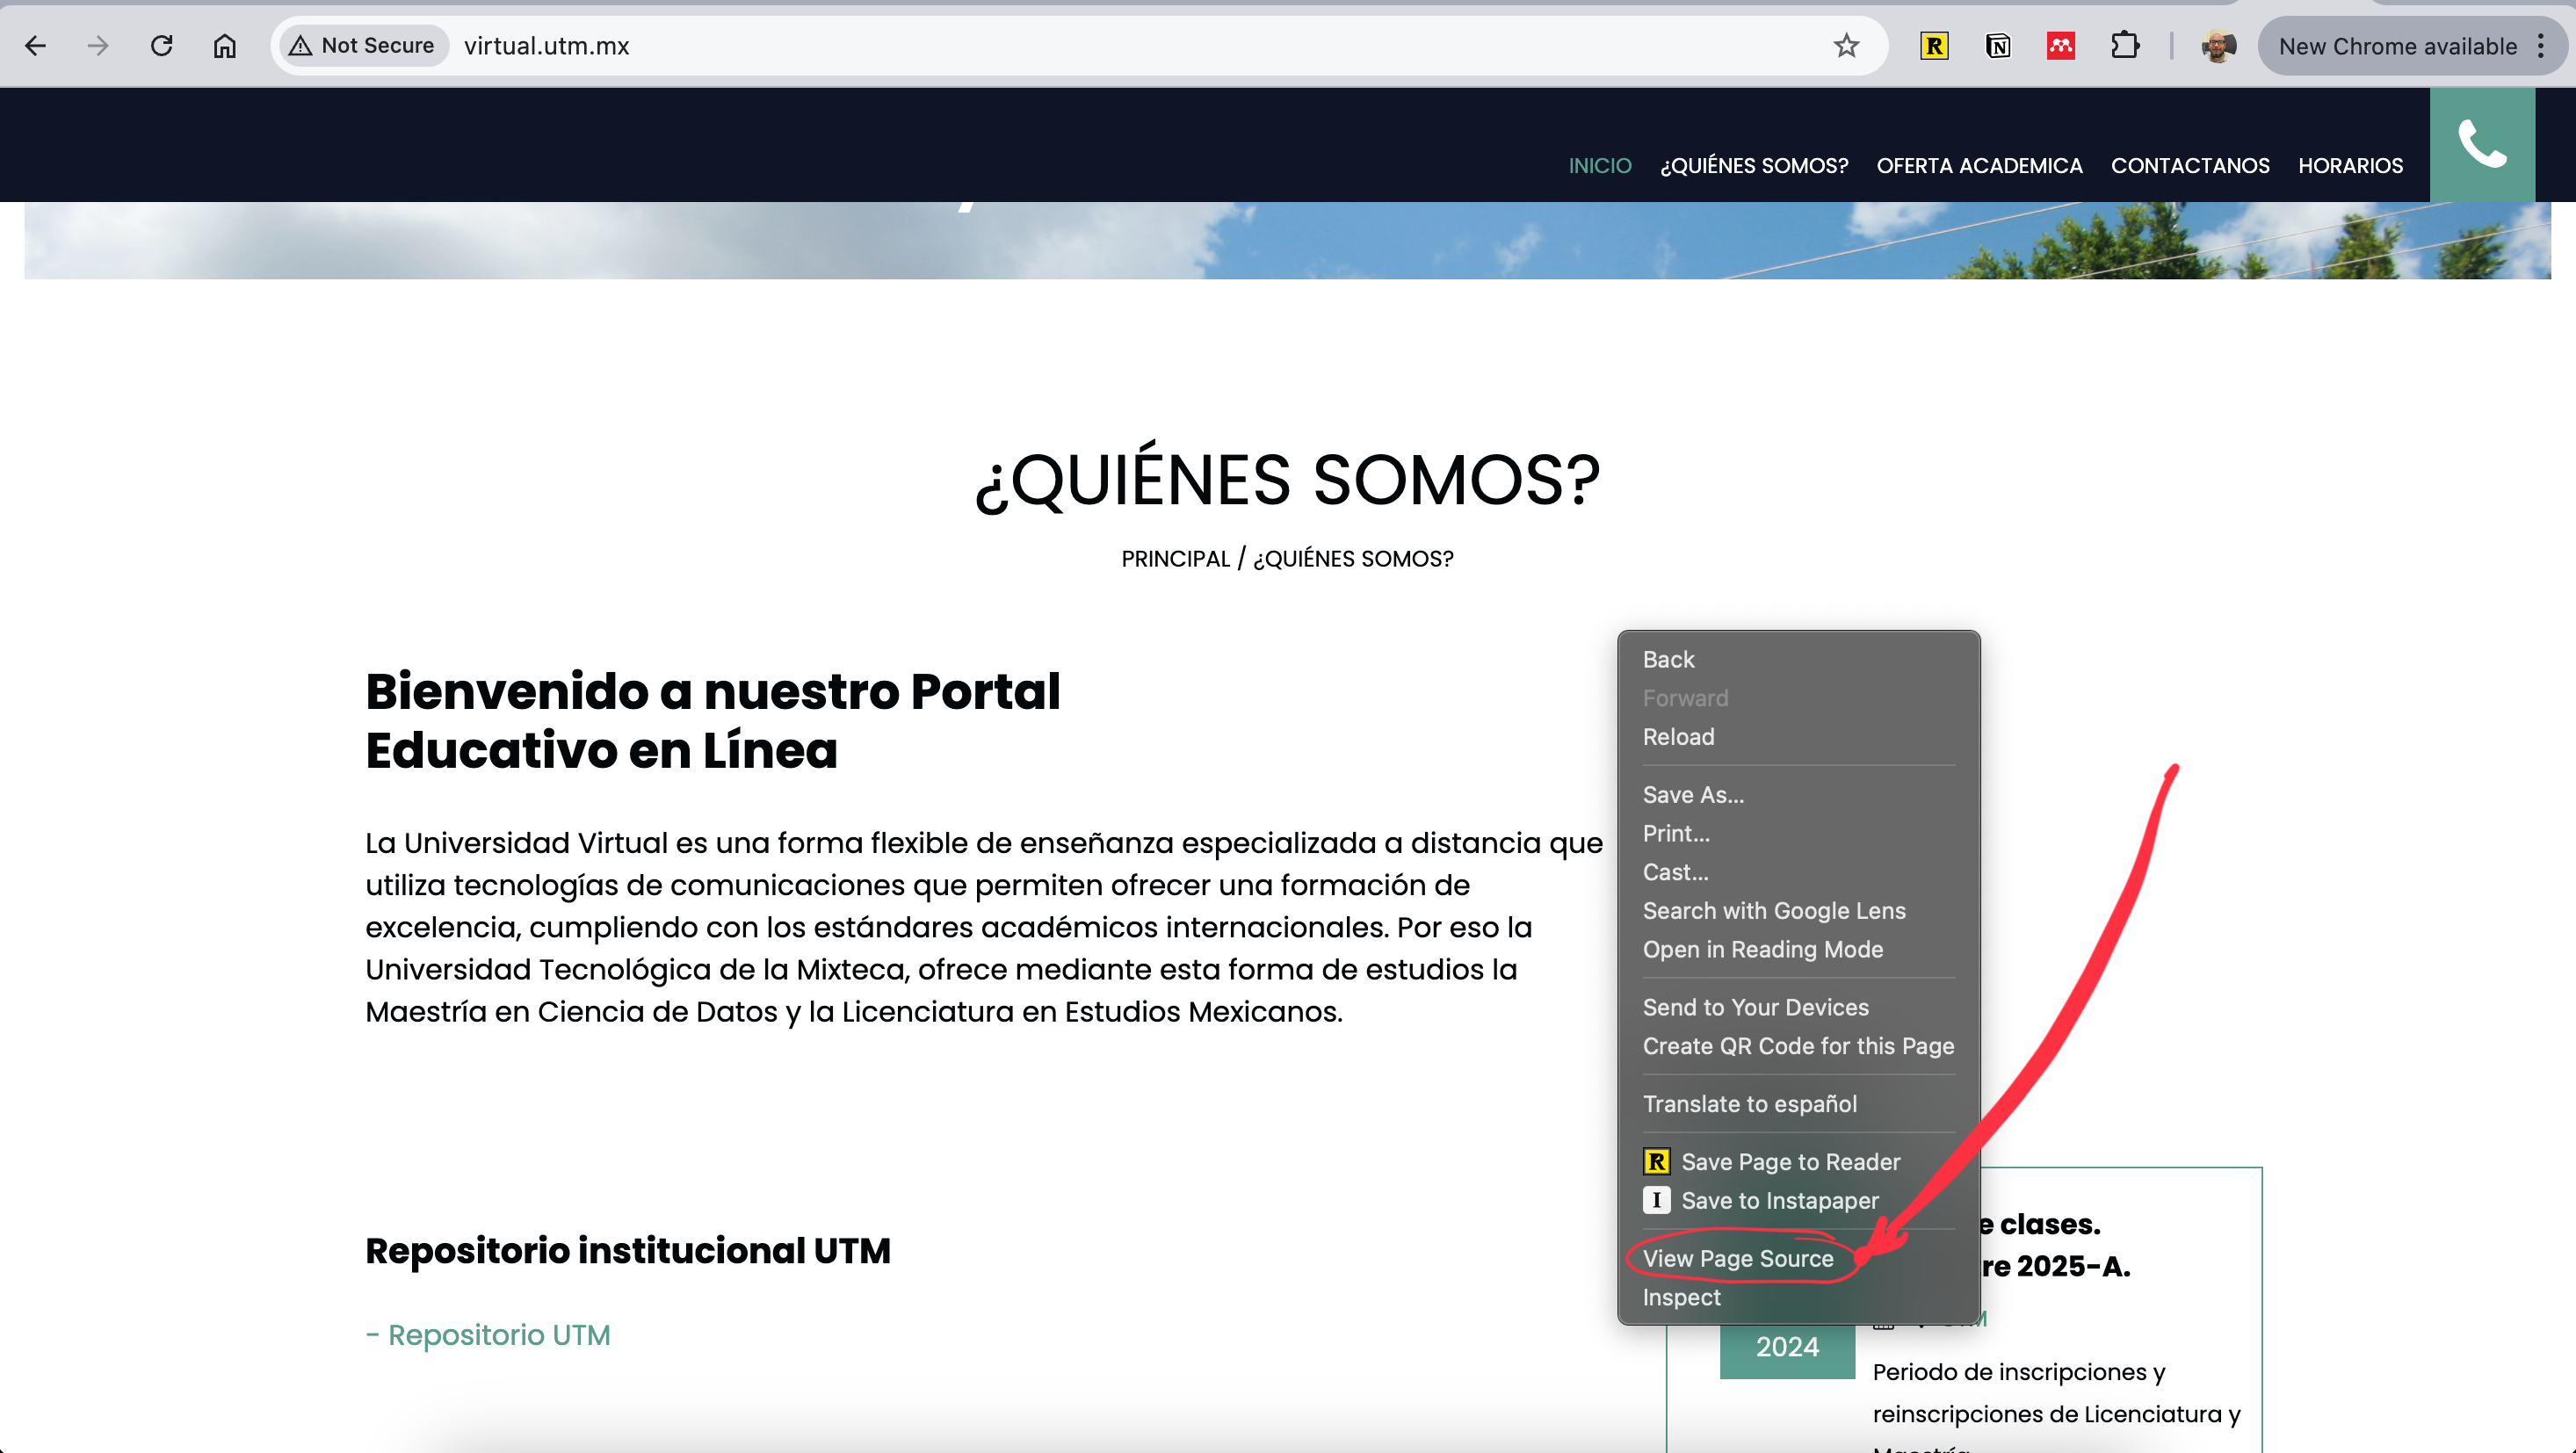 Not Secure
virtual.utm.mx
New Chrome available
INICIO ¿QUIÉNES SOMOS? OFERTA ACADEMICA CONTACTANOS HORARIOS
¿QUIÉNES SOMOS?
PRINCIPAL / ¿QUIÉNES SOMOS?
Bienvenido a nuestro Portal
Educativo en Línea
La Universidad Virtual es una forma flexible de enseñanza especializada a distancia que
utiliza tecnologías de comunicaciones que permiten ofrecer una formación de
excelencia, cumpliendo con los estándares académicos internacionales. Por eso la
Universidad Tecnológica de la Mixteca, ofrece mediante esta forma de estudios la
Maestría en Ciencia de Datos y la Licenciatura en Estudios Mexicanos.
Repositorio institucional UTM
- Repositorio UTM
Back
Forward
Reload
Save As...
Print...
Cast...
Search with Google Lens
Open in Reading Mode
Send to Your Devices
Create QR Code for this Page
Translate to español
R Save Page to Reader
I Save to Instapaper
View Page Source
Inspect
e clases.
re 2025-A.
2024
Periodo de inscripciones y
reinscripciones de Licenciatura y